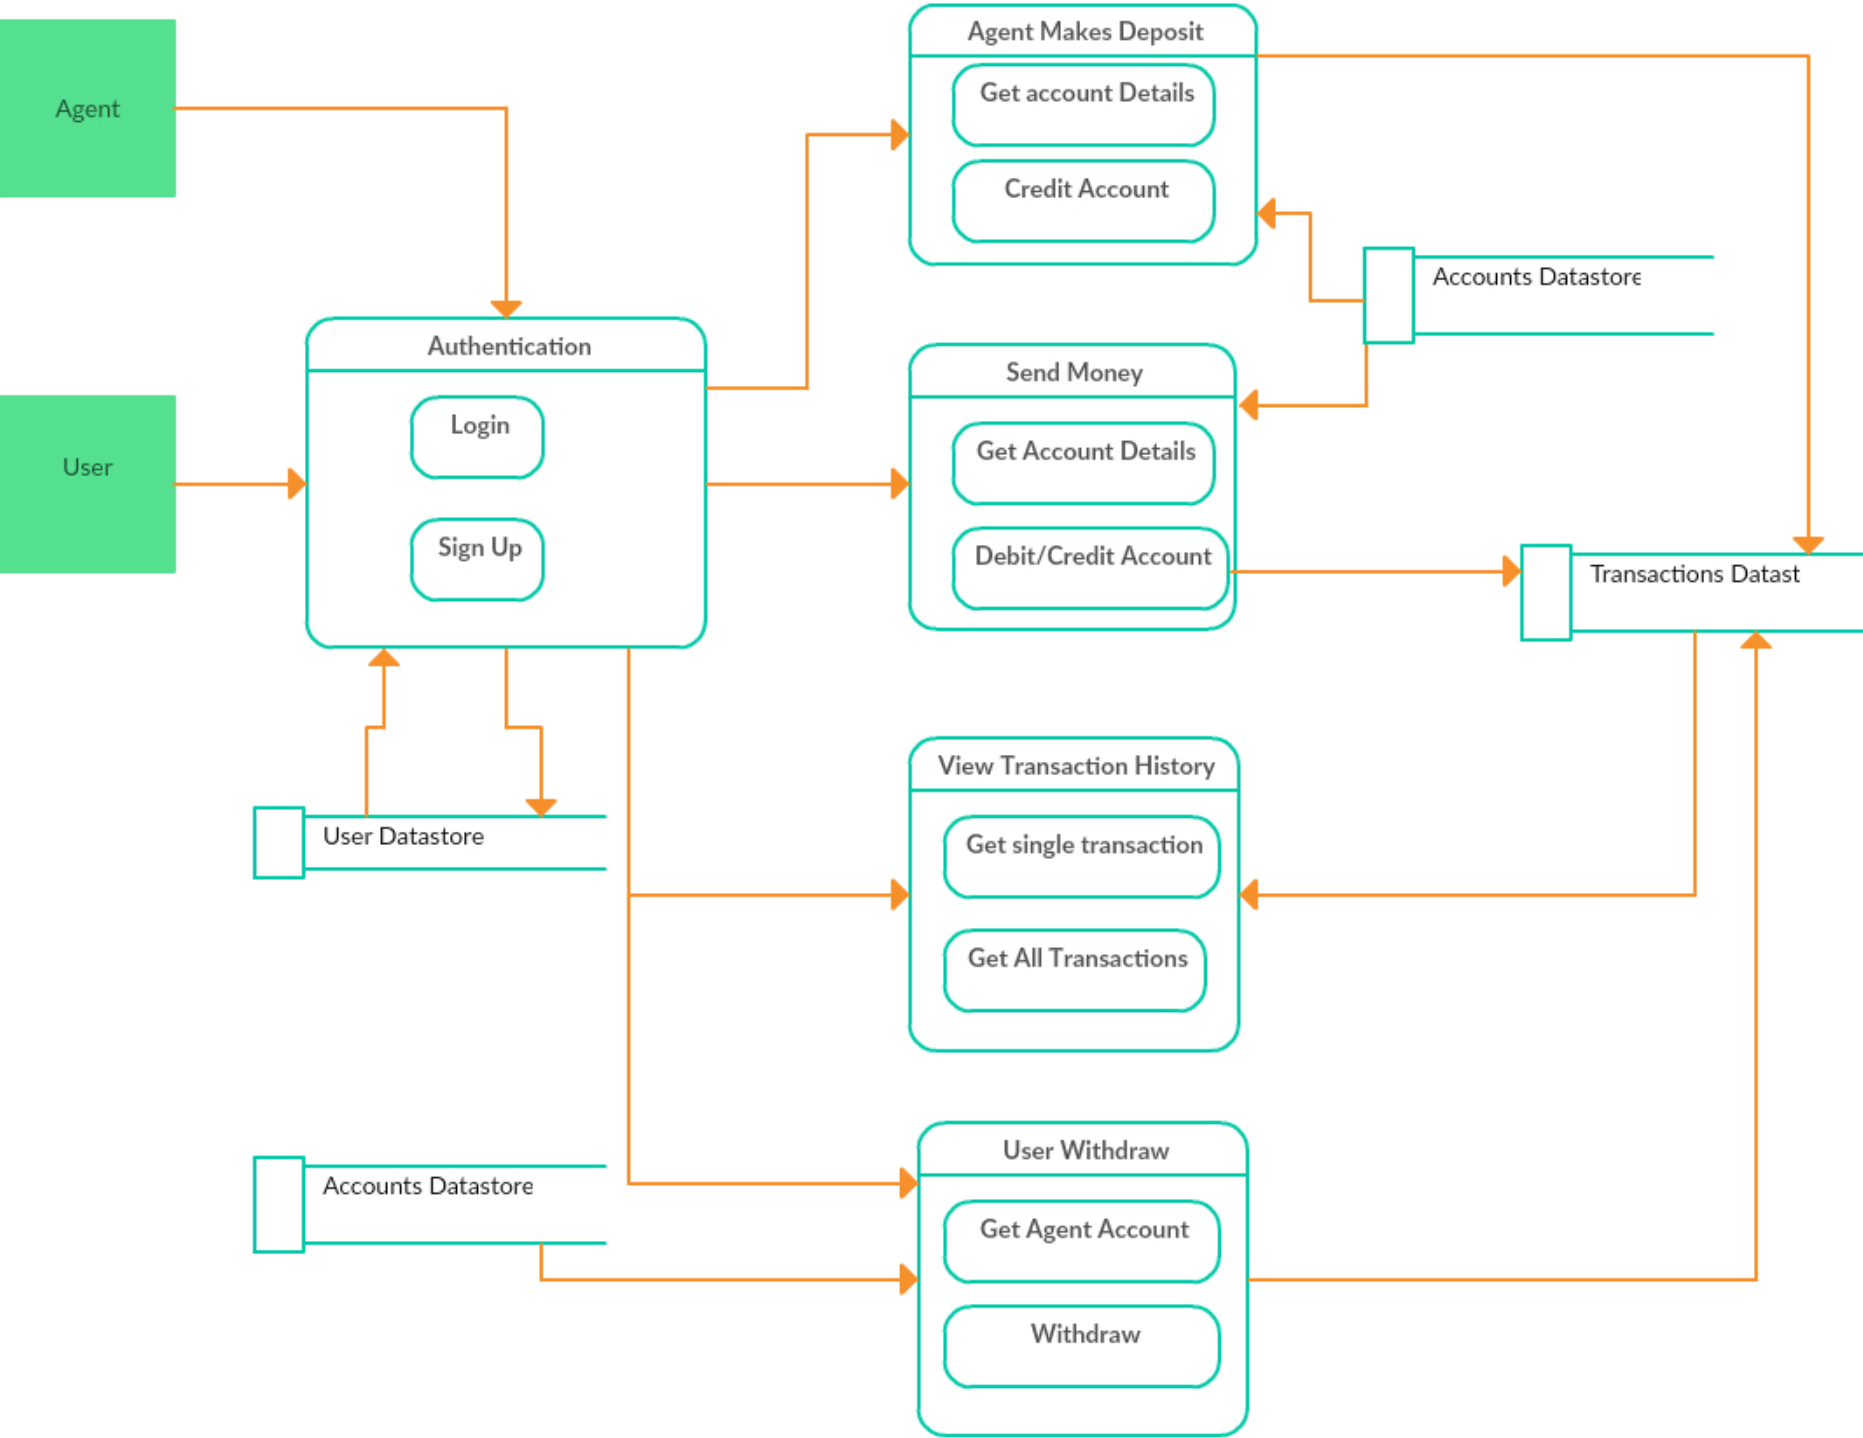 Agent
User
Authentication
Login
Sign Up
User Datastore
Accounts Datastore
Agent Makes Deposit
Get account Details
Credit Account
Send Money
Get Account Details
Debit/Credit Account
View Transaction History
Get single transaction
Get All Transactions
User Withdraw
Get Agent Account
Withdraw
Accounts Datastore
Transactions Datast